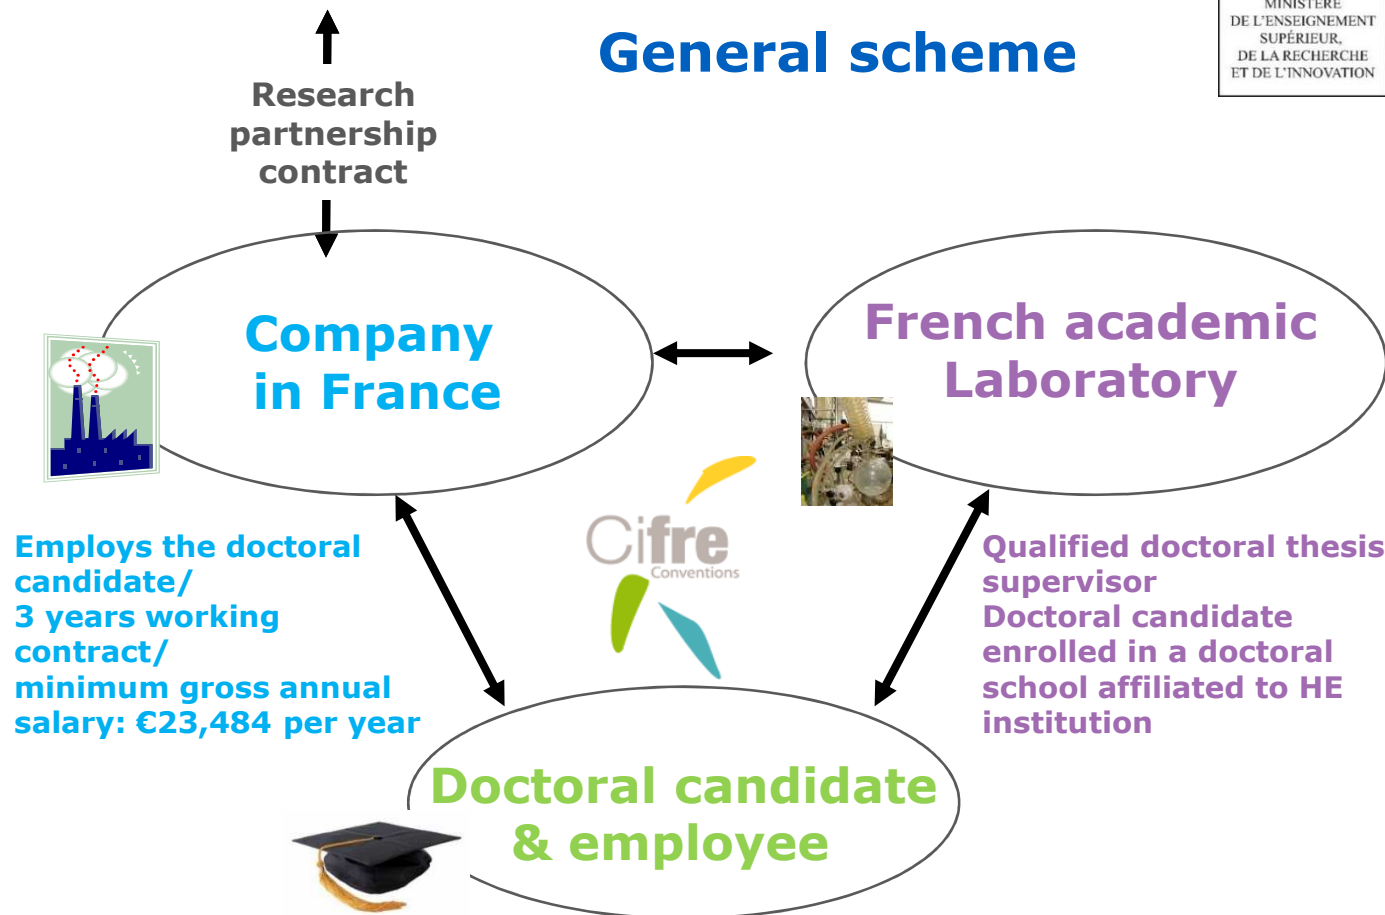 MINISTÈRE
DE L'ENSEIGNEMENT
SUPÉRIEUR,
DE LA RECHERCHE
ET DE L'INNOVATION
General scheme
Research
partnership
contract
Company
in France
French academic
Laboratory
Cifre
Conventions
Employs the doctoral
candidate/
3 years working
contract/
minimum gross annual
salary: €23,484 per year
Qualified doctoral thesis
supervisor
Doctoral candidate
enrolled in a doctoral
school affiliated to HE
institution
Doctoral candidate
& employee